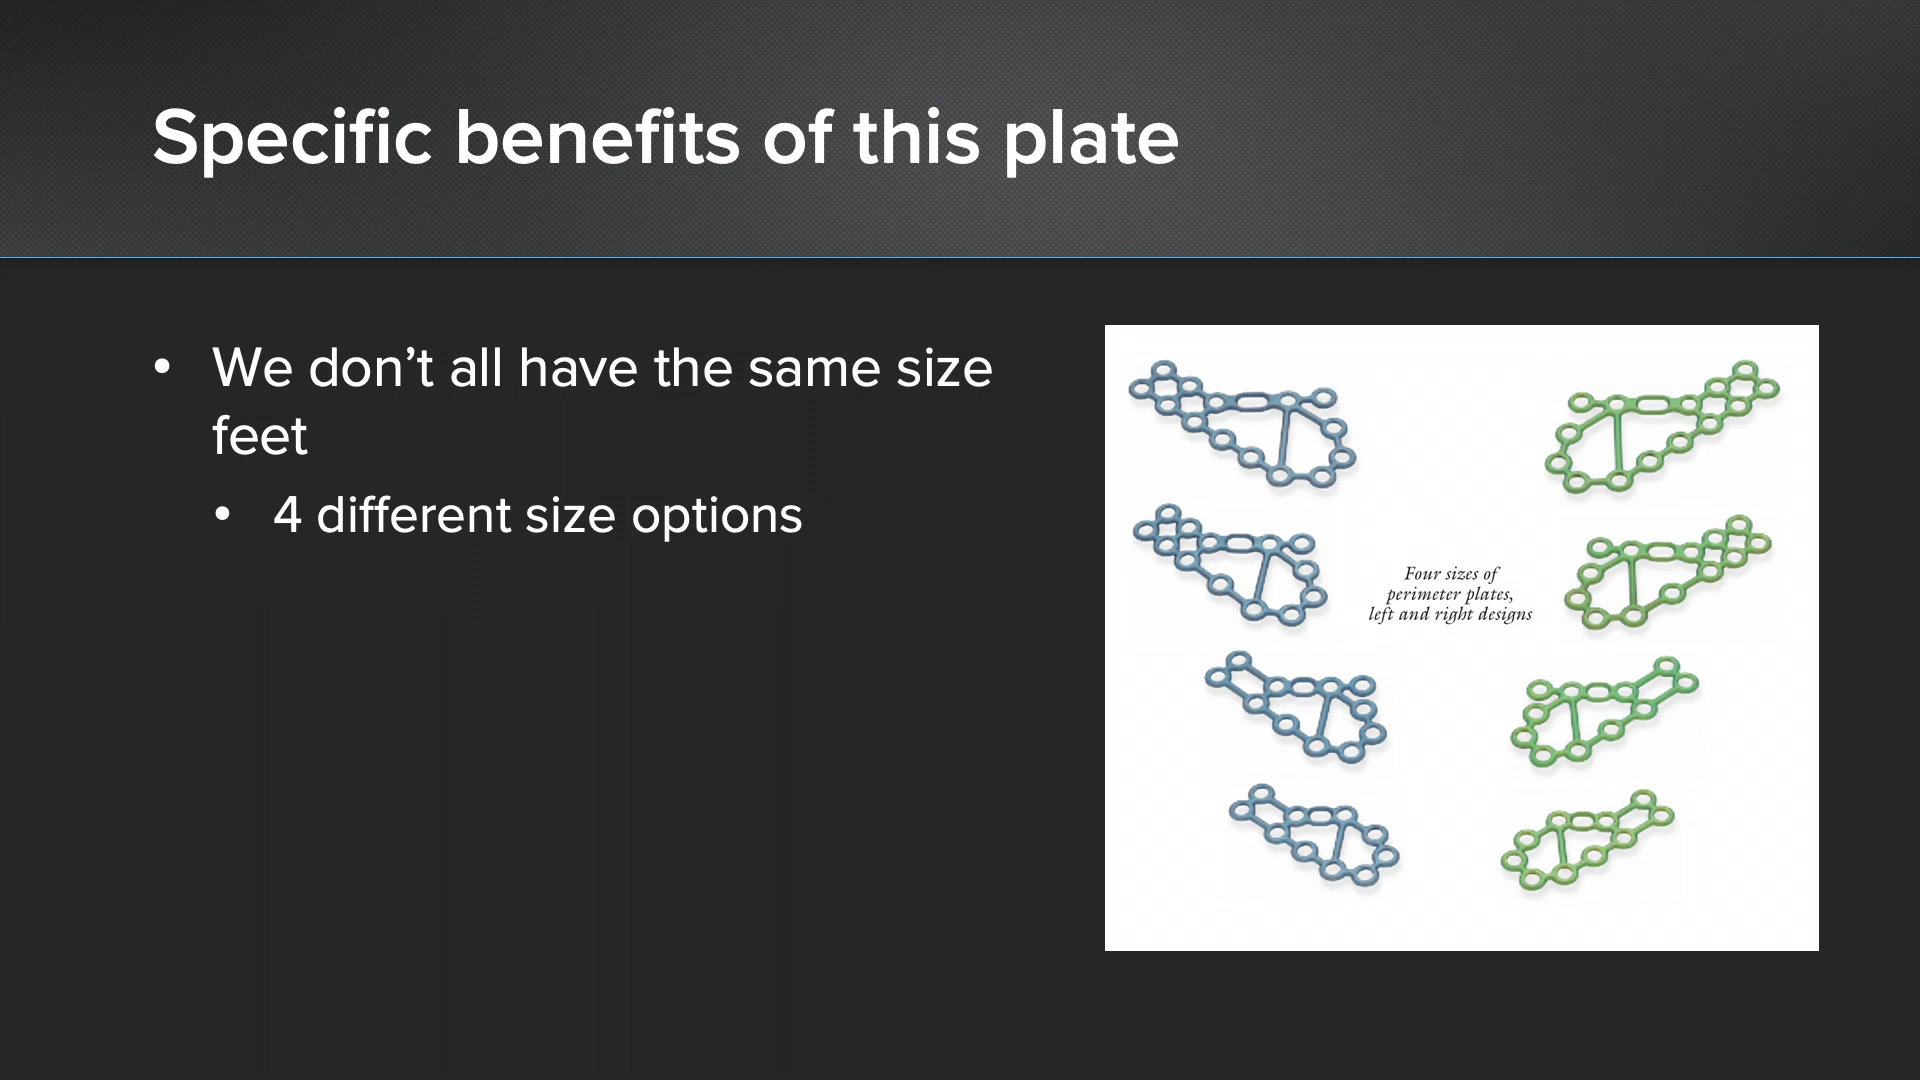 Specific benefits of this plate
• We don’t all have the same size
feet
• 4 different size options
Four sizes of
perimeter plates,
left and right designs